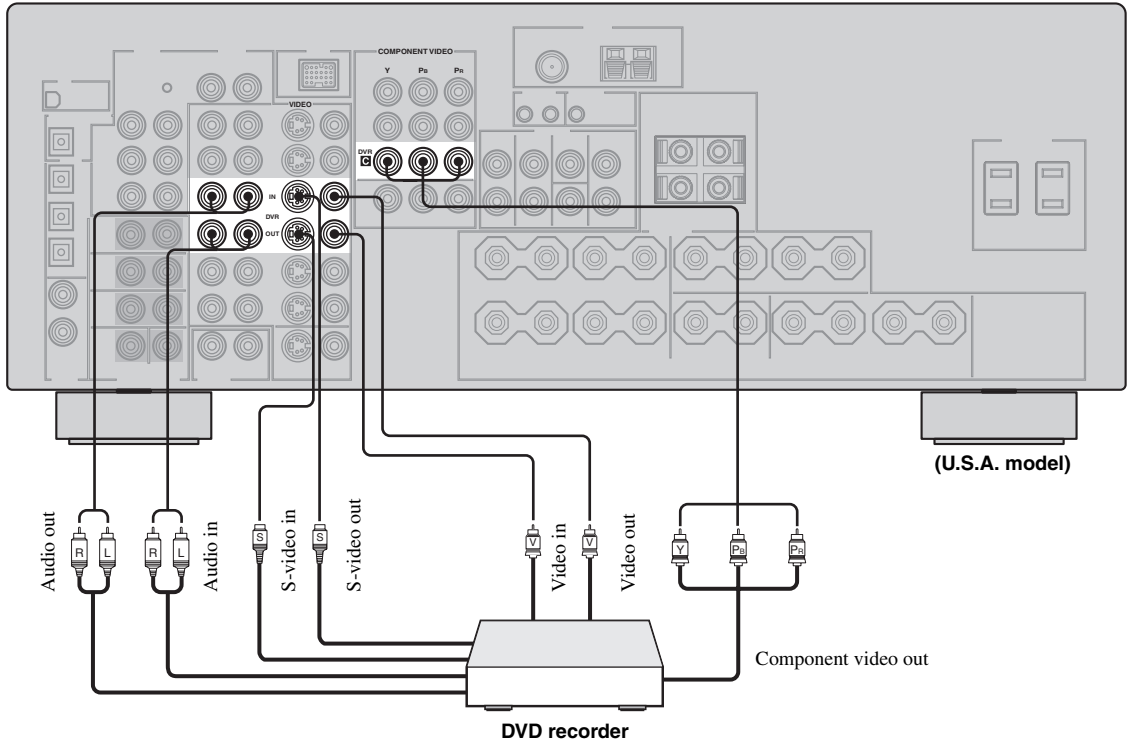 COMPONENT VIDEO
Y PB PR
VIDEO
DVR
C
IN
DVR
OUT
(U.S.A. model)
Audio out
R L
R L
Audio in
S
S-video in
S
S-video out
V
Video in
V
Video out
Y PB PR
Component video out
DVD recorder